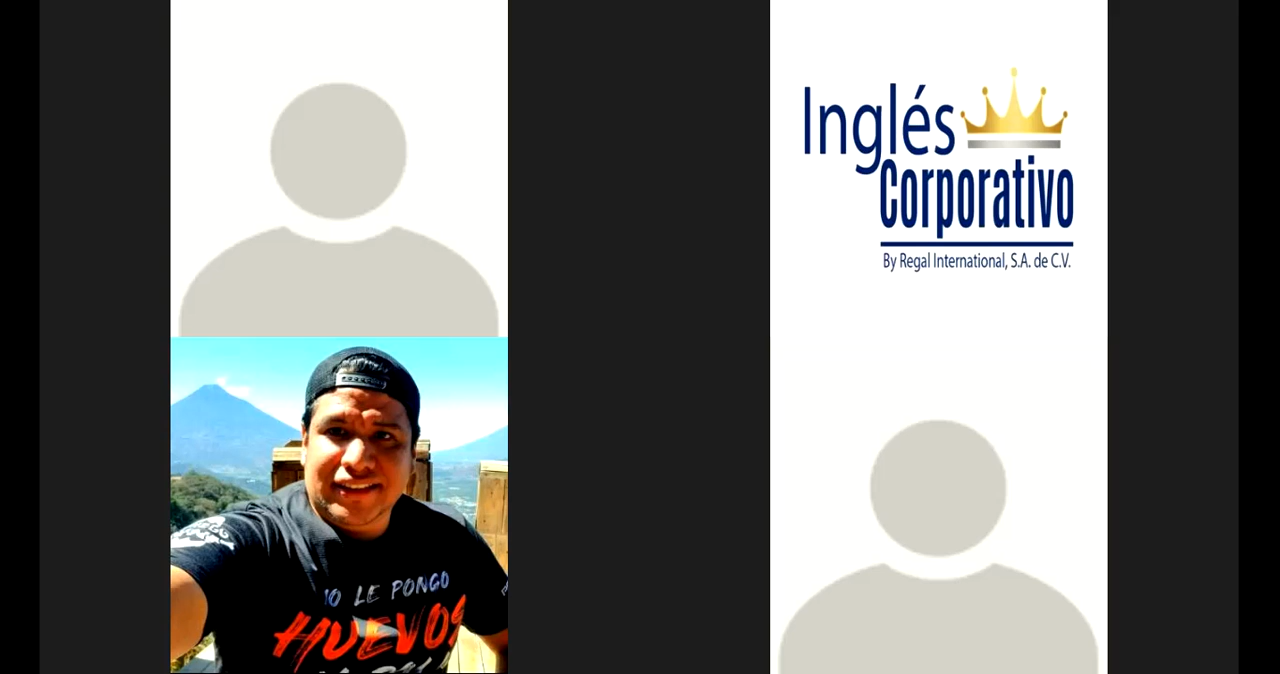 Inglés
Corporativo
By Regal International, S.A. de C.V.
LE PONGO
HUEVOS